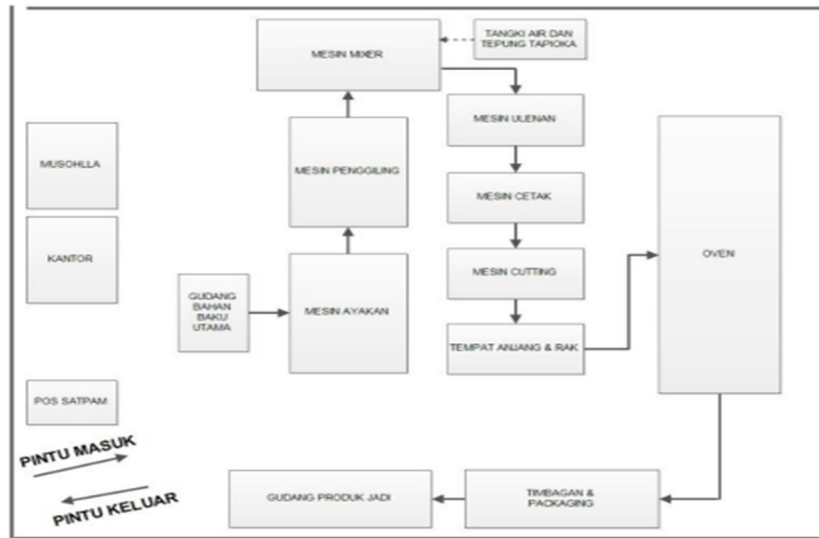 MESIN MIXER
TANGKI AIR DAN
TEPUNG TAPIOKA
MESIN ULENAN
MUSOHLLA
MESIN PENGGILING
MESIN CETAK
KANTOR
MESIN CUTTING
OVEN
GUDANG
BAHAN
BAKU
UTAMA
MESIN AYAKAN
TEMPAT ANJANG & RAK
POS SATPAM
PINTU MASUK
PINTU KELUAR
GUDANG PRODUK JADI
TIMBAGAN &
PACKAGING